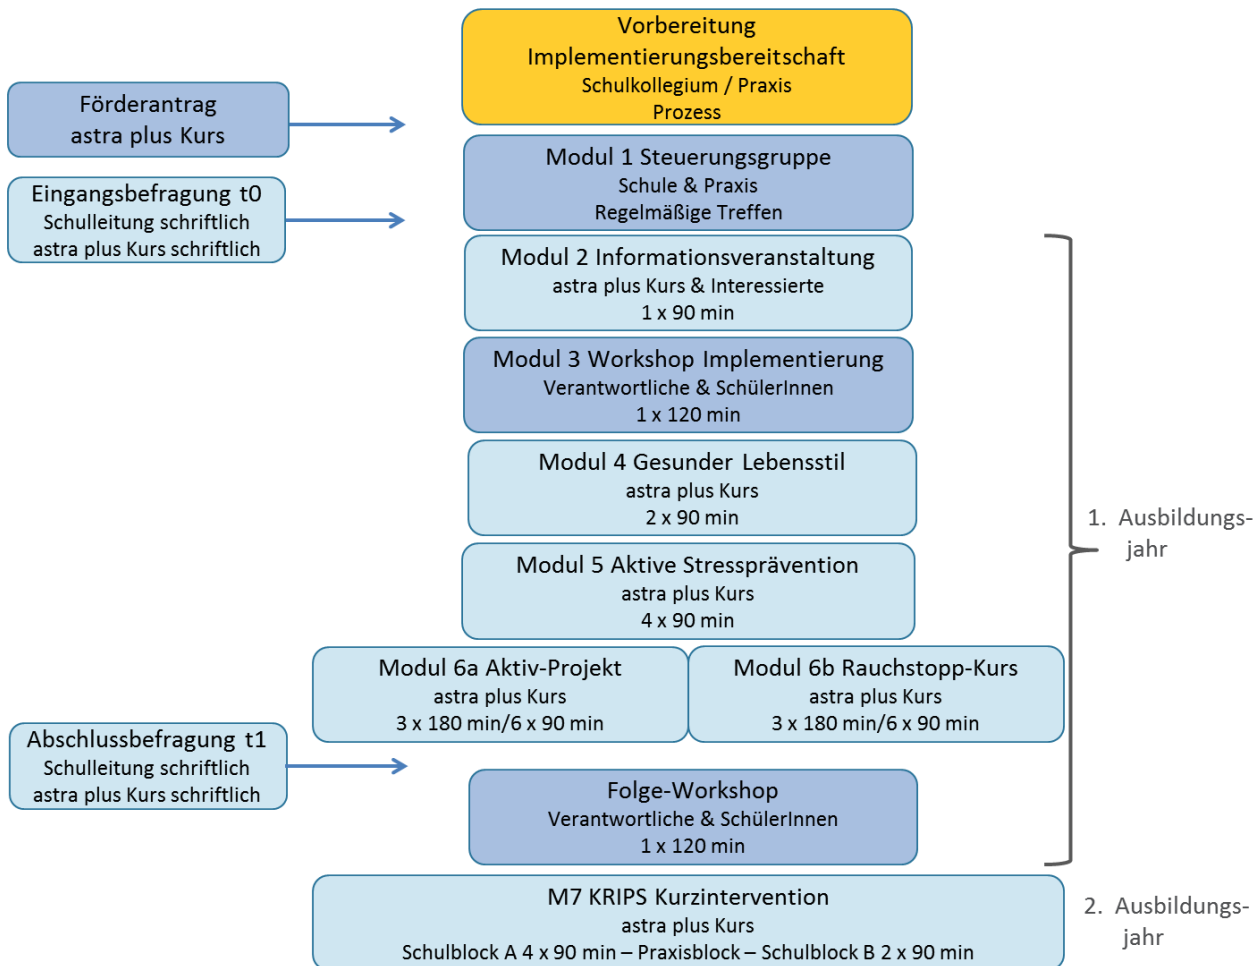 Vorbereitung
Implementierungsbereitschaft
Schulkollegium / Praxis
Prozess
Förderantrag
astra plus Kurs
Modul 1 Steuerungsgruppe
Schule & Praxis
Regelmäßige Treffen
Eingangsbefragung t0
Schulleitung schriftlich
astra plus Kurs schriftlich
Modul 2 Informationsveranstaltung
astra plus Kurs & Interessierte
1 x 90 min
Modul 3 Workshop Implementierung
Verantwortliche & SchülerInnen
1 x 120 min
Modul 4 Gesunder Lebensstil
astra plus Kurs
2 x 90 min
Modul 5 Aktive Stressprävention
astra plus Kurs
4 x 90 min
1. Ausbildungs-
jahr
Modul 6a Aktiv-Projekt
astra plus Kurs
3 x 180 min/6 x 90 min
Modul 6b Rauchstopp-Kurs
astra plus Kurs
3 x 180 min/6 x 90 min
Abschlussbefragung t1
Schulleitung schriftlich
astra plus Kurs schriftlich
Folge-Workshop
Verantwortliche & SchülerInnen
1 x 120 min
M7 KRIPS Kurzintervention
astra plus Kurs
Schulblock A 4 x 90 min – Praxisblock – Schulblock B 2 x 90 min
2. Ausbildungs-
jahr